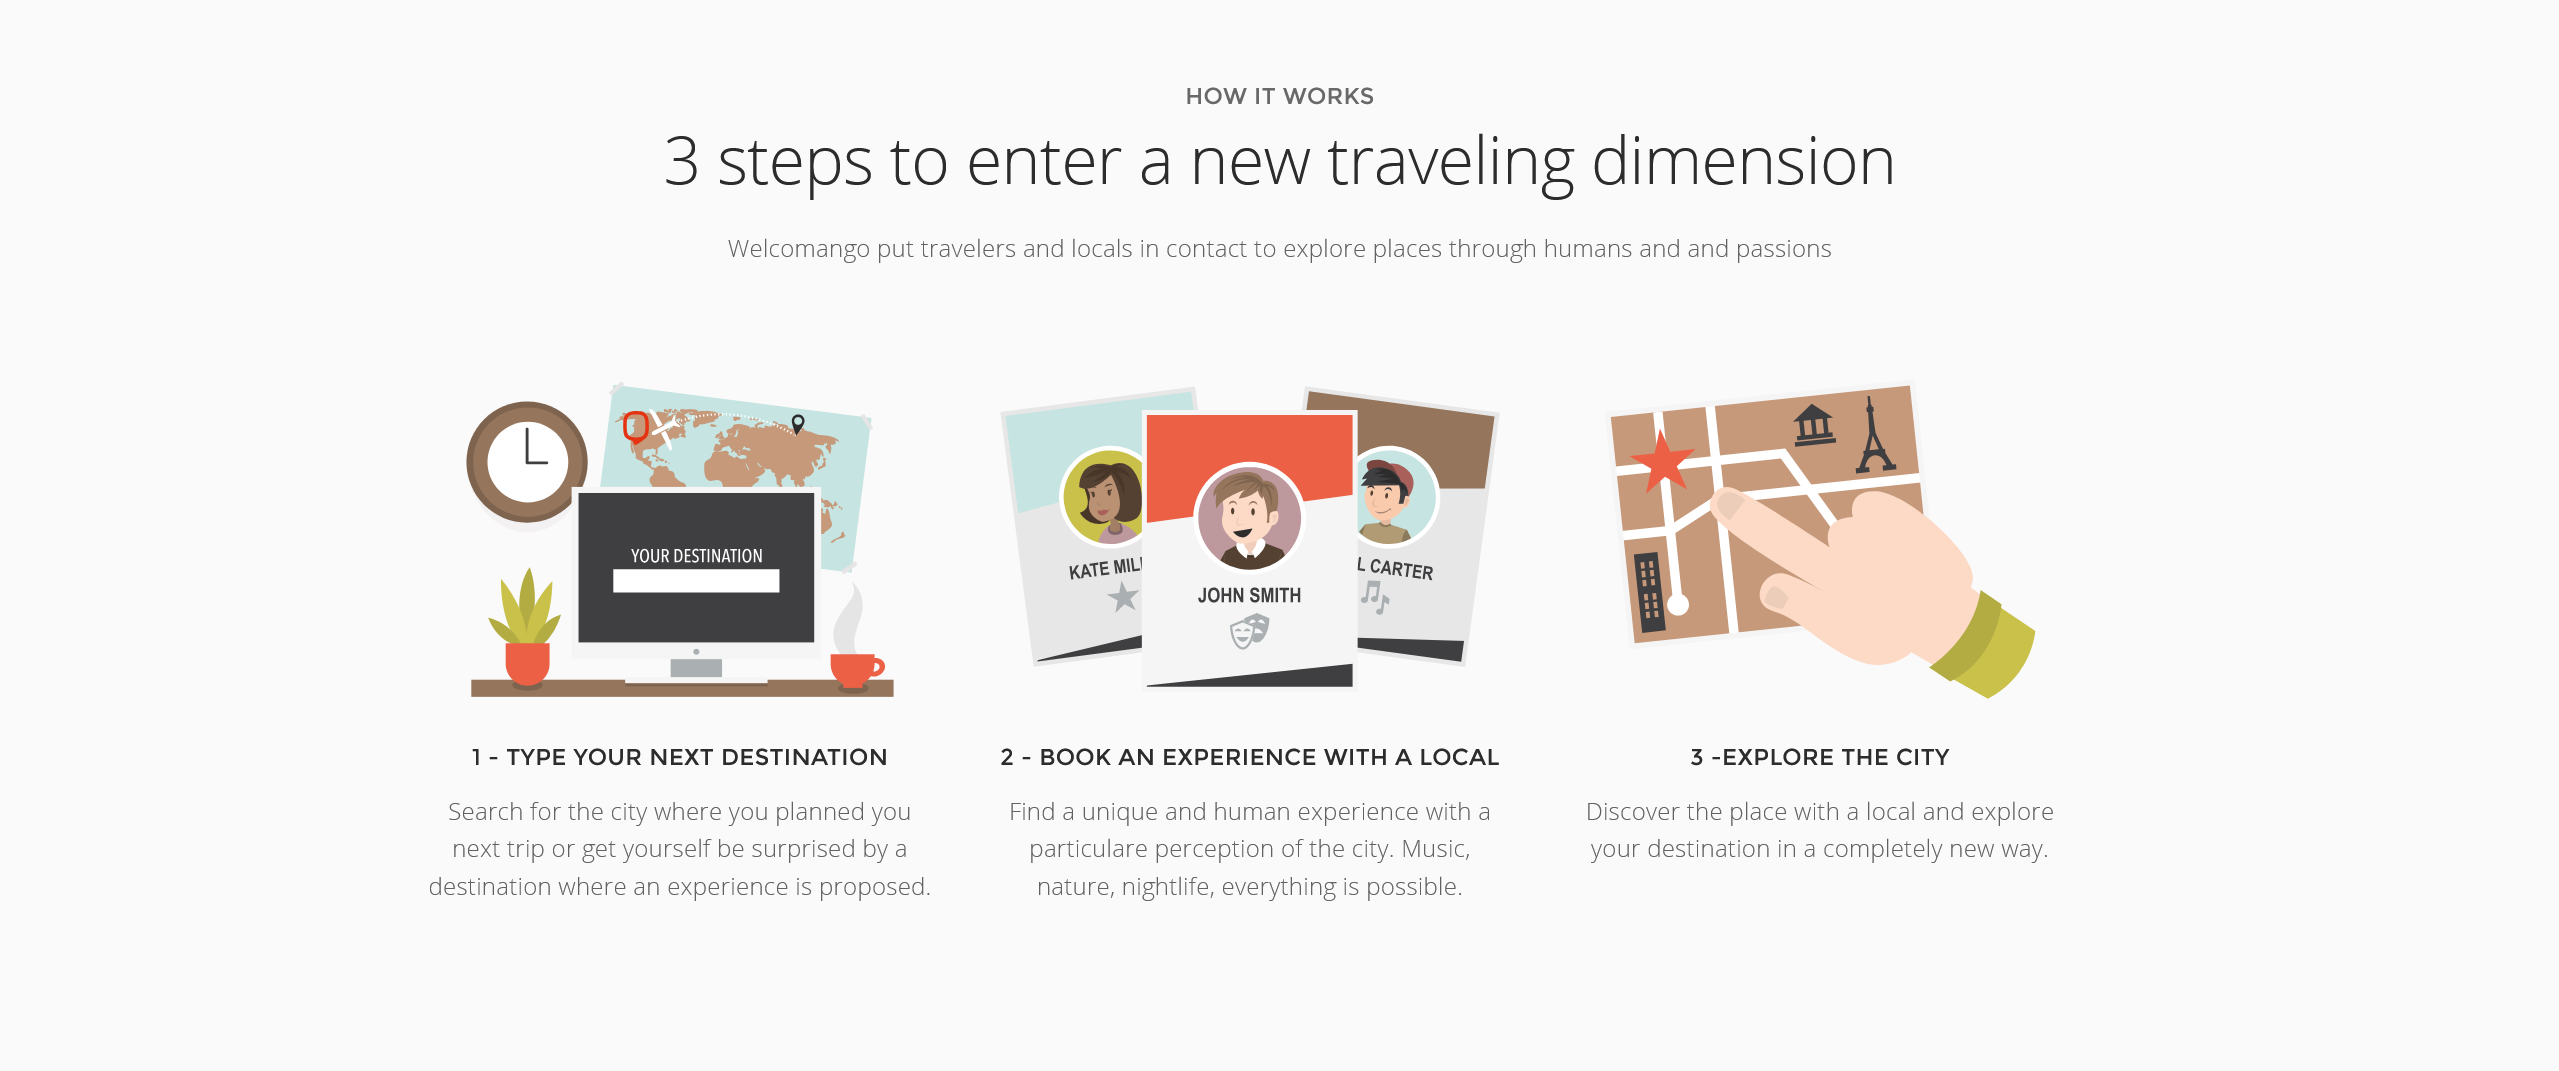 HOW IT WORKS
3 steps to enter a new traveling dimension
Welcomango put travelers and locals in contact to explore places through humans and and passions
YOUR DESTINATION
KATE MIL
JOHN SMITH
L CARTER
1 - TYPE YOUR NEXT DESTINATION
Search for the city where you planned you
next trip or get yourself be surprised by a
destination where an experience is proposed.
2 - BOOK AN EXPERIENCE WITH A LOCAL
Find a unique and human experience with a
particulare perception of the city. Music,
nature, nightlife, everything is possible.
3 -EXPLORE THE CITY
Discover the place with a local and explore
your destination in a completely new way.